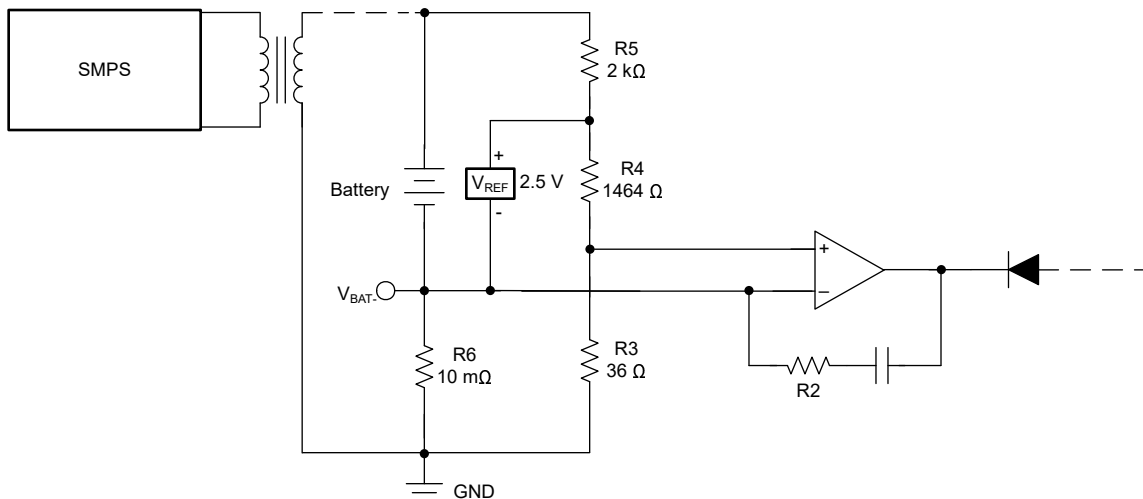 SMPS
R5
2 kΩ
+
VREF
2.5 V
-
R4
1464 Ω
Battery
VBAT-
+
–
R6
10 mΩ
R3
36 Ω
R2
GND